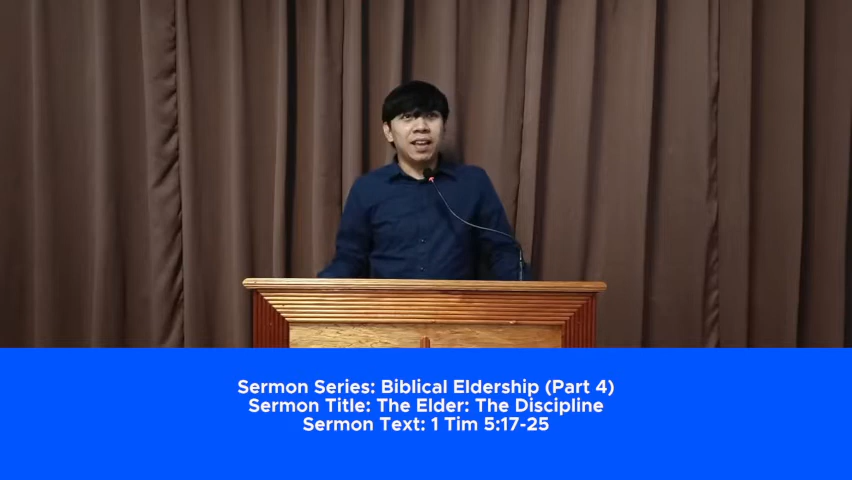 Sermon Series: Biblical Eldership (Part 4)
Sermon Title: The Elder: The Discipline
Sermon Text: 1 Tim 5:17-25